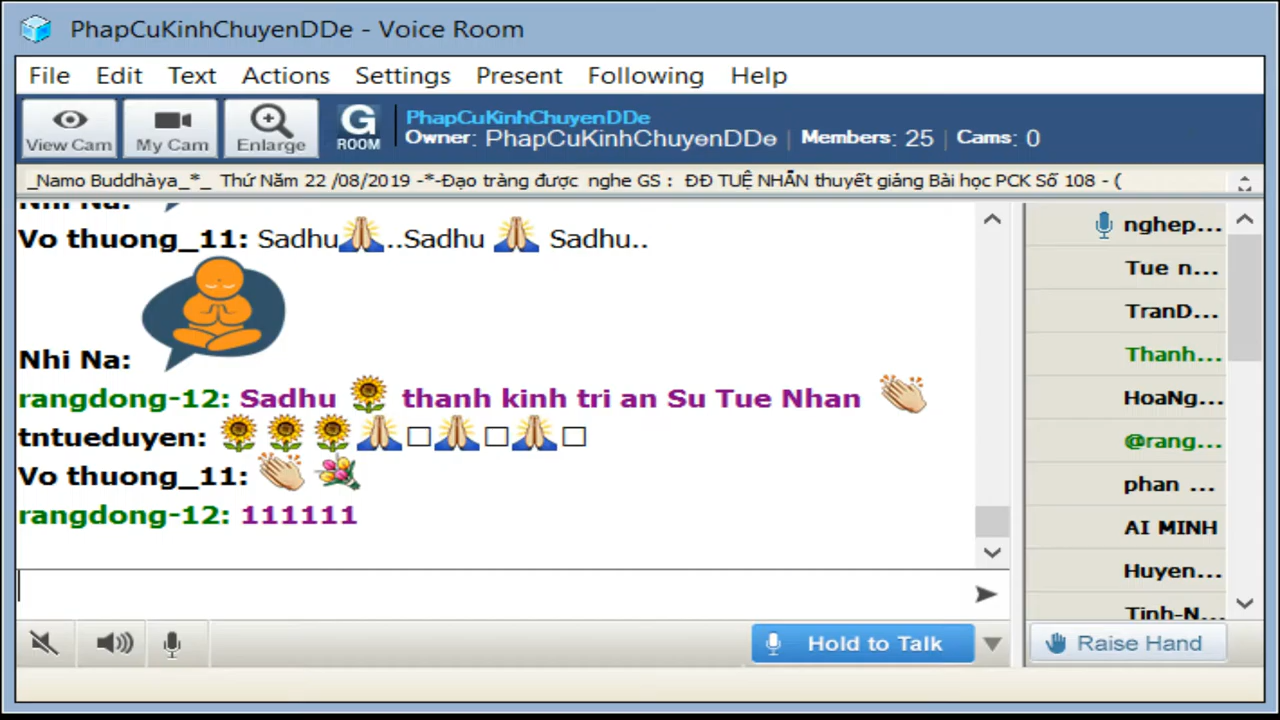 PhapCuKinhChuyenDDe - Voice Room
File Edit Text Actions Settings Present Following Help
View Cam My Cam Enlarge G ROOM
PhapCuKinhChuyenDDe
Owner: PhapCuKinhChuyenDDe | Members: 25 | Cams: 0
_Namo Buddhàya_*_ Thứ Năm 22 /08/2019 -*-Đạo tràng được nghe GS : ĐĐ TUỆ NHẪN thuyết giảng Bài học PCK Số 108 - (
Nhi Na:
Vo thuong_11: Sadhu🙏..Sadhu 🙏 Sadhu..
Nhi Na:
rangdong-12: Sadhu 🌻 thanh kinh tri an Su Tue Nhan 👏
tntueduyen: 🌻 🌻 🌻🙏□🙏□🙏□
Vo thuong_11: 👏 💐
rangdong-12: 111111
nghep...
Tue n...
TranD...
Thanh...
HoaNg...
@rang...
phan ...
AI MINH
Huyen...
Tinh-N...
Hold to Talk
Raise Hand